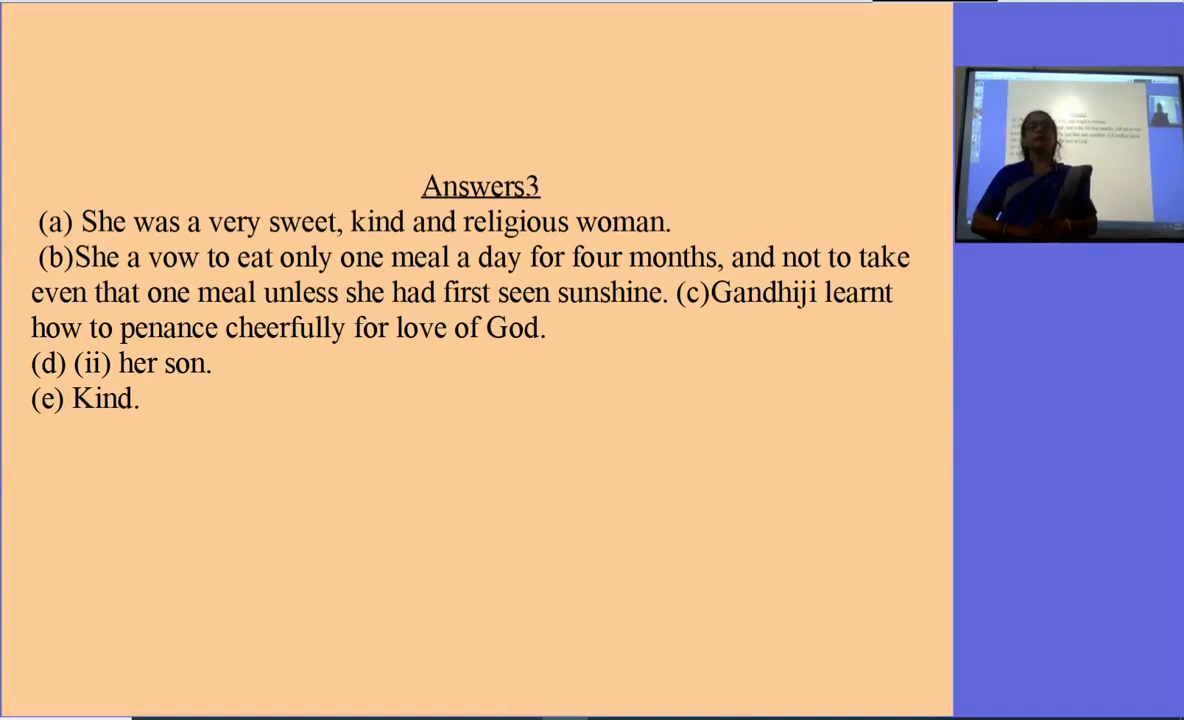 Answers3
(a) She was a very sweet, kind and religious woman.
(b)She a vow to eat only one meal a day for four months, and not to take
even that one meal unless she had first seen sunshine. (c)Gandhiji learnt
how to penance cheerfully for love of God.
(d) (ii) her son.
(e) Kind.